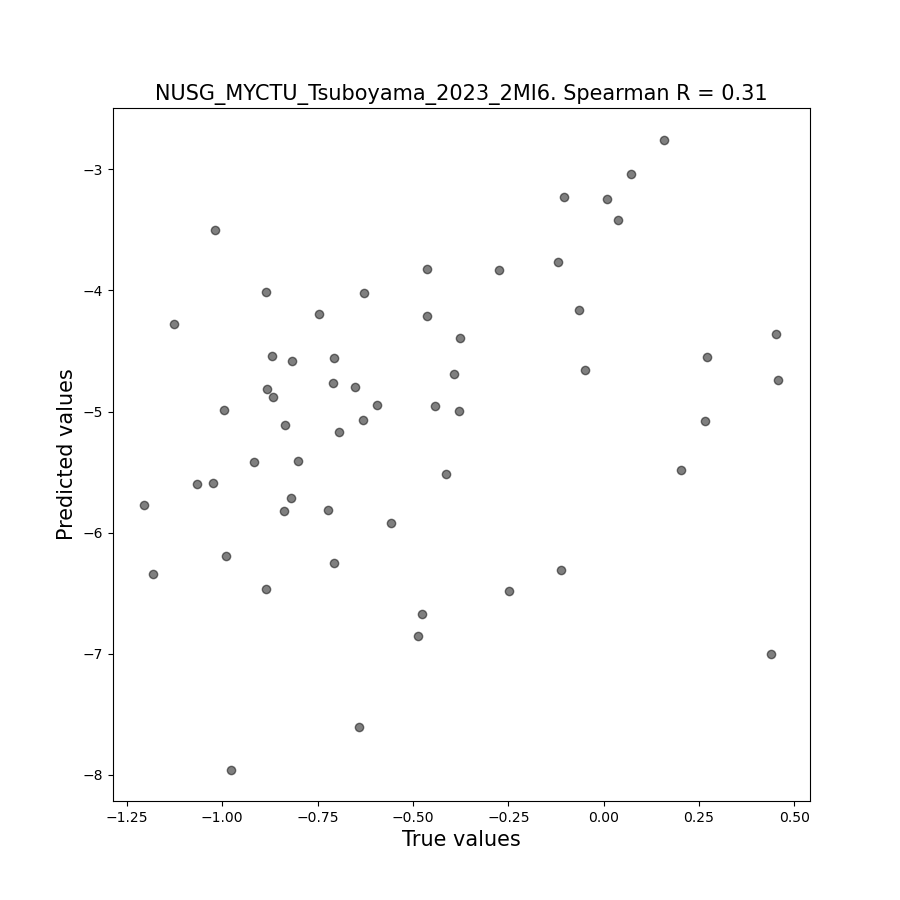 NUSG_MYCTU_Tsuboyama_2023_2MI6. Spearman R = 0.31
−3
−4
−5
−6
−7
−8
Predicted values
−1.25 −1.00 −0.75 −0.50 −0.25 0.00 0.25 0.50
True values